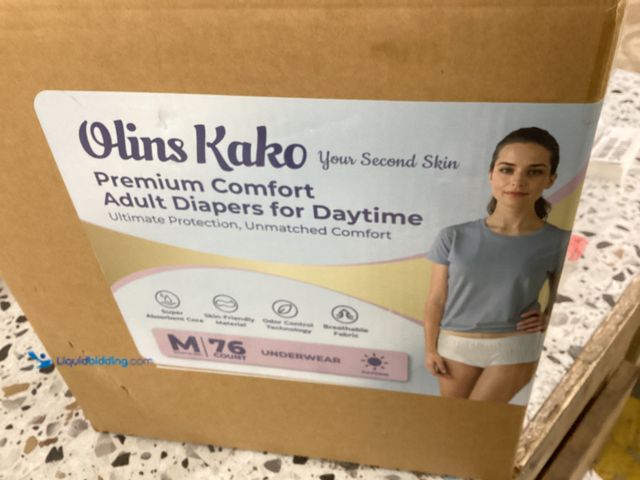 Olins Kako Your Second Skin
Premium Comfort
Adult Diapers for Daytime
Ultimate Protection, Unmatched Comfort
Super Absorbent Core
Skin-Friendly Material
Odor Control Technology
Breathable Fabric
M 76 COUNT UNDERWEAR
Liquidbidding.com